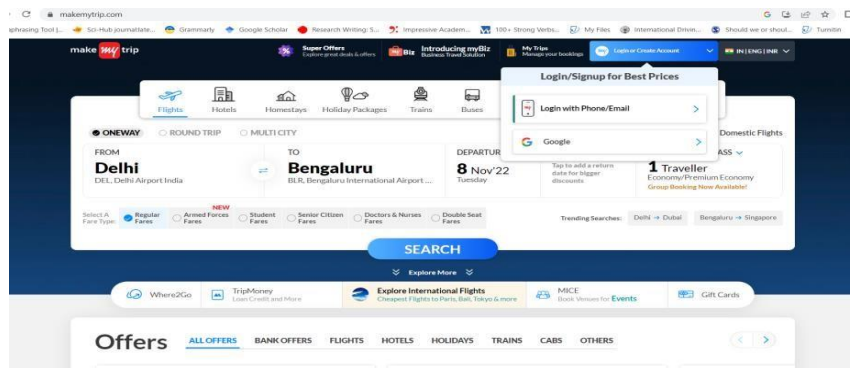 makemytrip.com
Grammarly
Google Scholar
Research Writing: S...
Impressive Academ...
100+ Strong Verbs...
My Files
International Drivin...
Should we or shoul...
Turnitin
make my trip
Super Offers
Explore great deals & offers
Biz
Introducing myBiz
Business Travel Solution
My Trips
Manage your bookings
Login or Create Account
IN | ENG | INR
Login/Signup for Best Prices
Login with Phone/Email
Google
Flights
Hotels
Homestays
Holiday Packages
Trains
Buses
ONEWAY
ROUND TRIP
MULTI CITY
Domestic Flights
FROM
Delhi
DEL, Delhi Airport India
TO
Bengaluru
BLR, Bengaluru International Airport ...
DEPARTUR
8 Nov'22
Tuesday
Tap to add a return
date for bigger
discounts
ASS
1 Traveller
Economy/Premium Economy
Group Booking Now Available!
Select A
Fare Type:
Regular
Fares
NEW
Armed Forces
Fares
Student
Fares
Senior Citizen
Fares
Doctors & Nurses
Fares
Double Seat
Fares
Trending Searches:
Delhi → Dubai
Bengaluru → Singapore
SEARCH
Explore More
Where2Go
TripMoney
Loan Credit and More
Explore International Flights
Cheapest Flights to Paris, Bali, Tokyo & more
MICE
Book Venues for Events
Gift Cards
Offers
ALL OFFERS
BANK OFFERS
FLIGHTS
HOTELS
HOLIDAYS
TRAINS
CABS
OTHERS